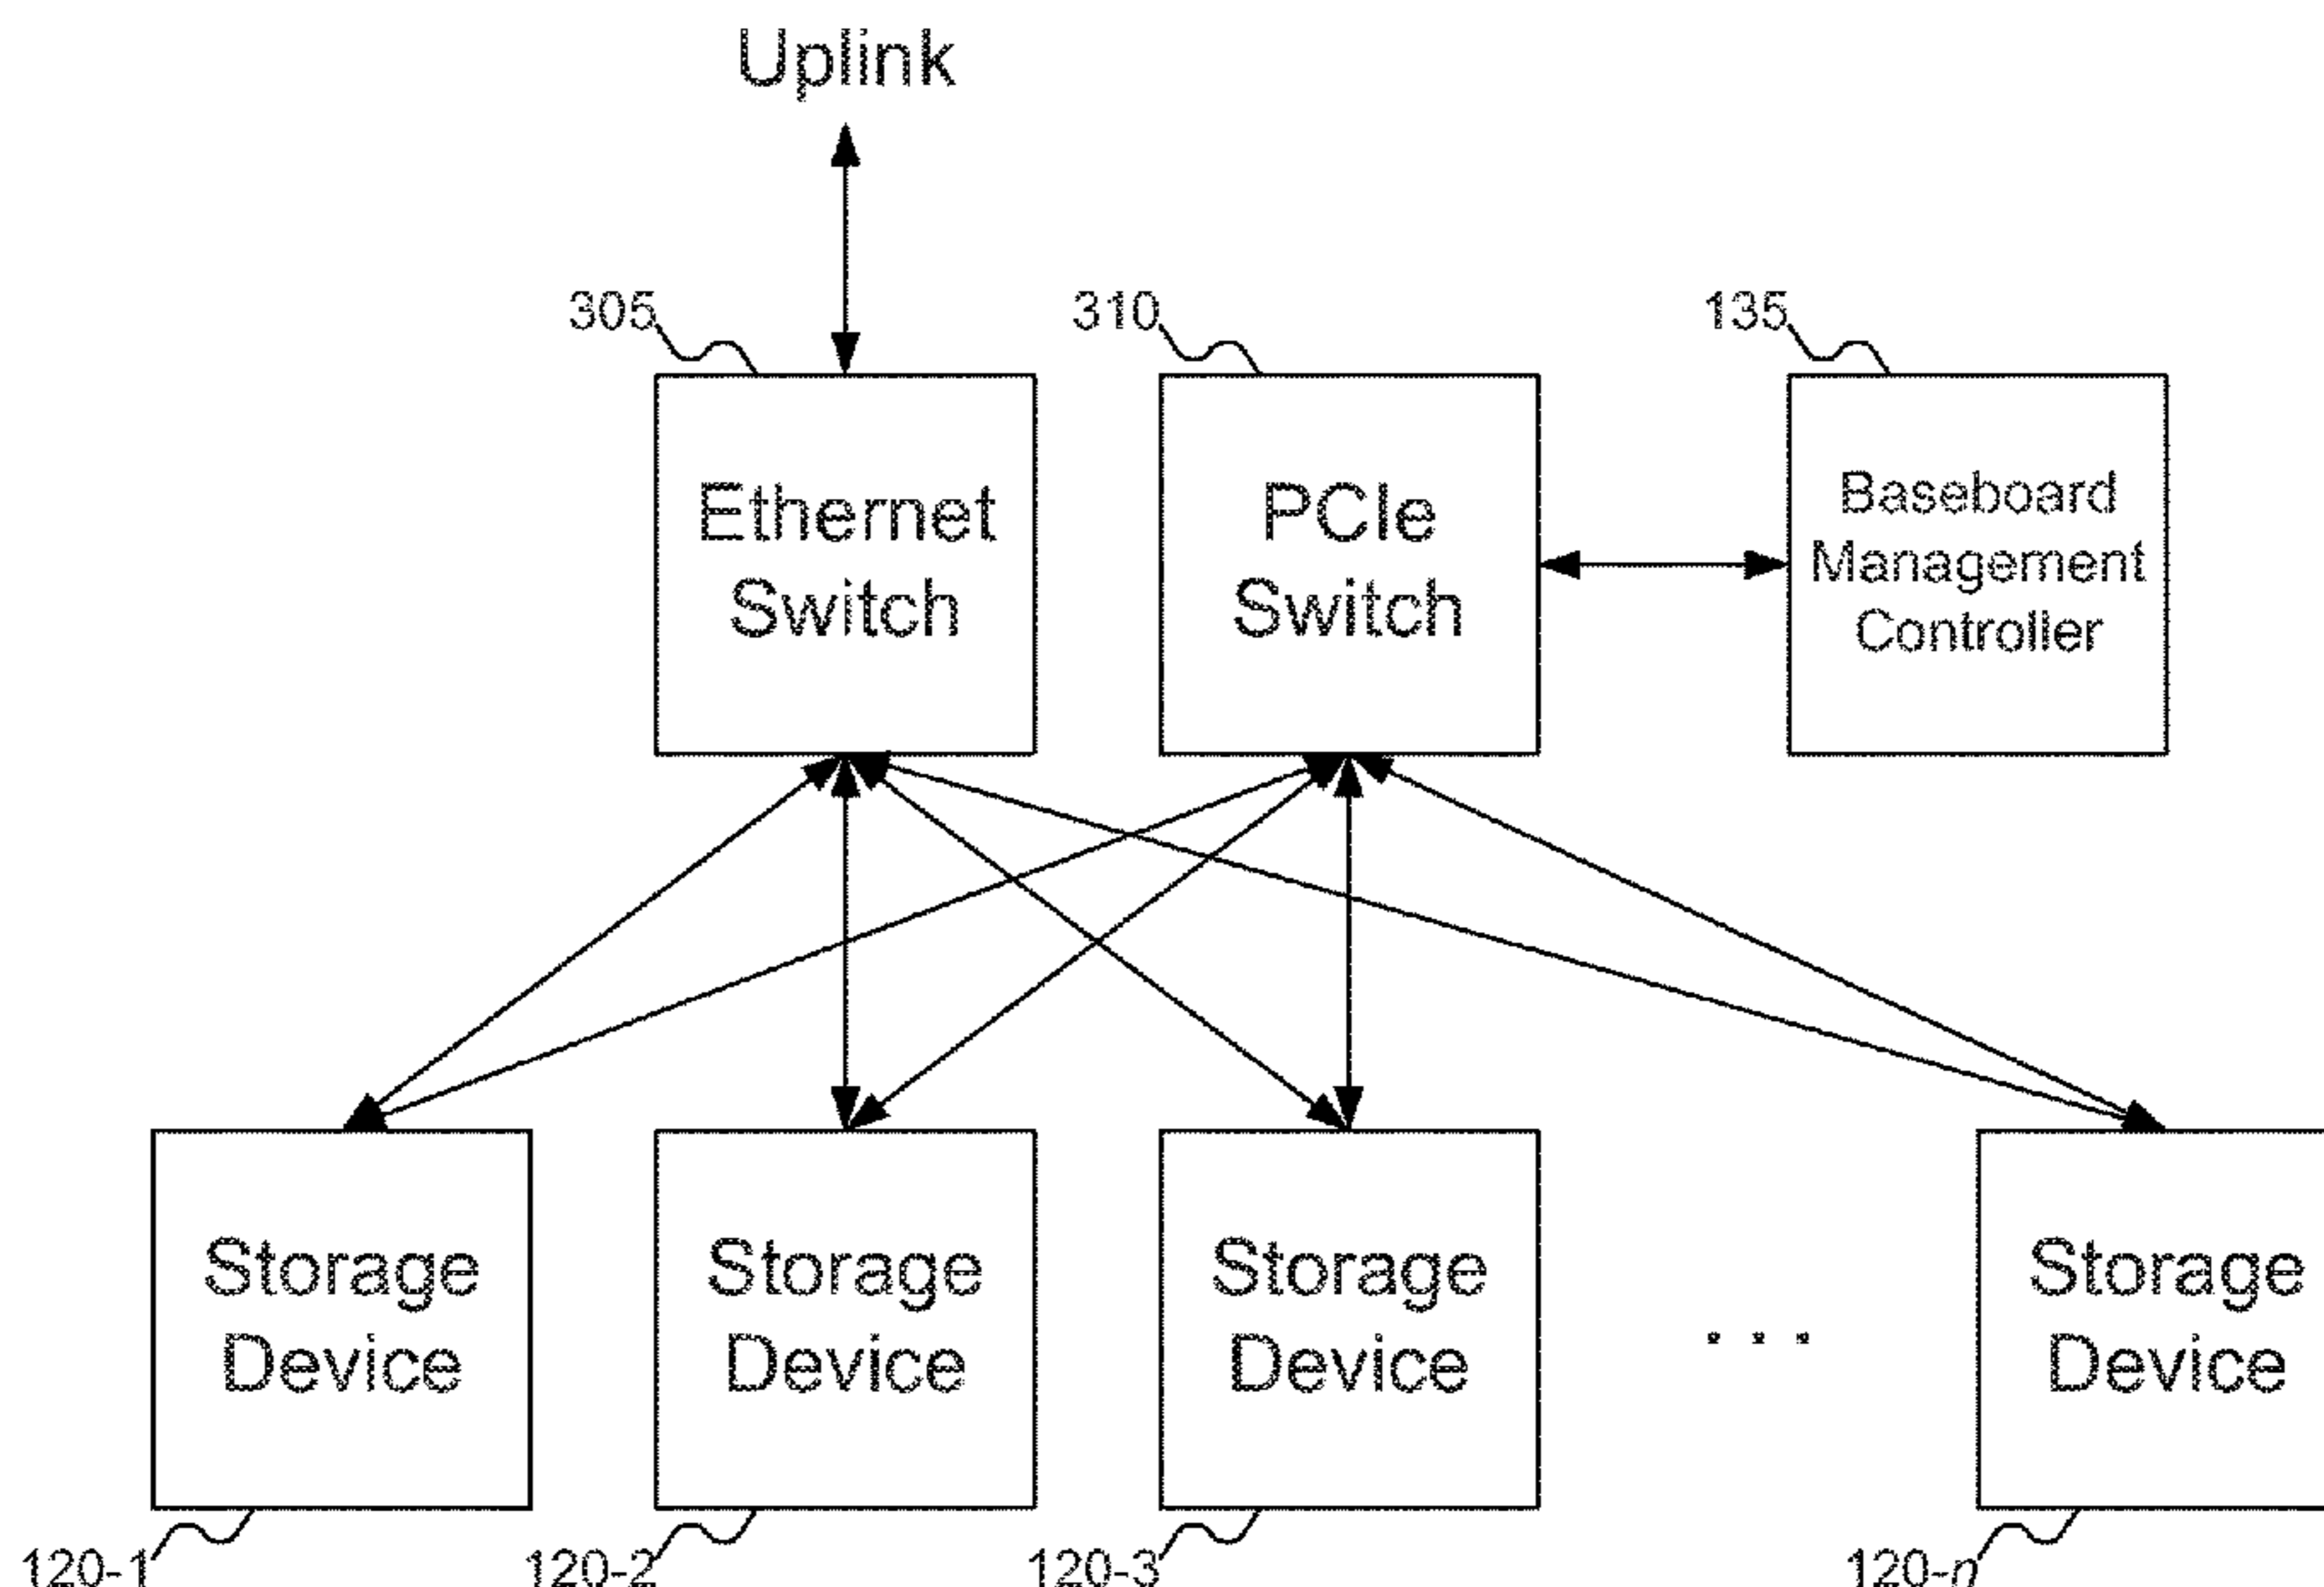 Uplink
305
310
135
Ethernet
Switch
PCIe
Switch
Baseboard
Management
Controller
Storage
Device
Storage
Device
Storage
Device
. . .
Storage
Device
120-1
120-2
120-3
120-n